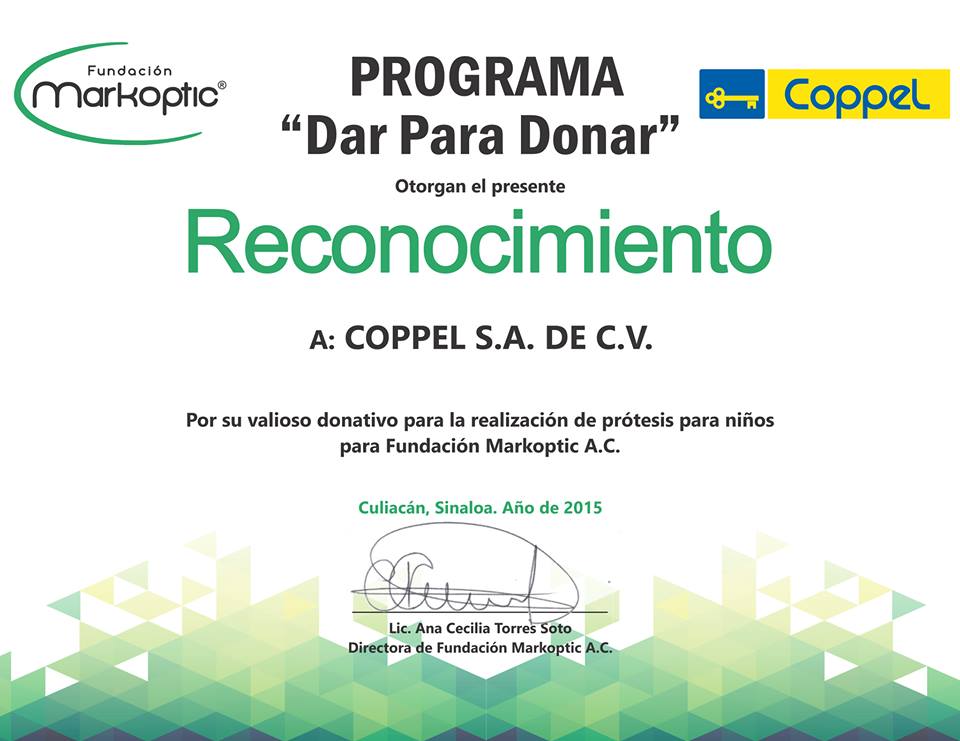 Fundación
Markoptic®
Coppel
PROGRAMA
“Dar Para Donar”
Otorgan el presente
Reconocimiento
A: COPPEL S.A. DE C.V.
Por su valioso donativo para la realización de prótesis para niños
para Fundación Markoptic A.C.
Culiacán, Sinaloa. Año de 2015
Lic. Ana Cecilia Torres Soto
Directora de Fundación Markoptic A.C.